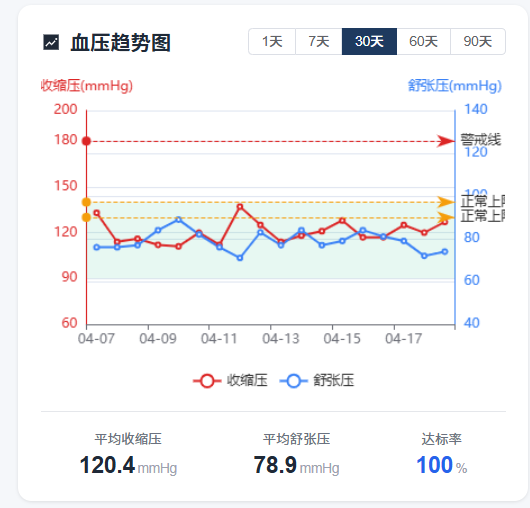 血压趋势图
1天 7天 30天 60天 90天
收缩压(mmHg) 舒张压(mmHg)
200 140
180 警戒线
120
150
100
正常上
正常上
120 80
90 60
60 40
04-07 04-09 04-11 04-13 04-15 04-17
收缩压 舒张压
平均收缩压 平均舒张压 达标率
120.4 mmHg 78.9 mmHg 100 %